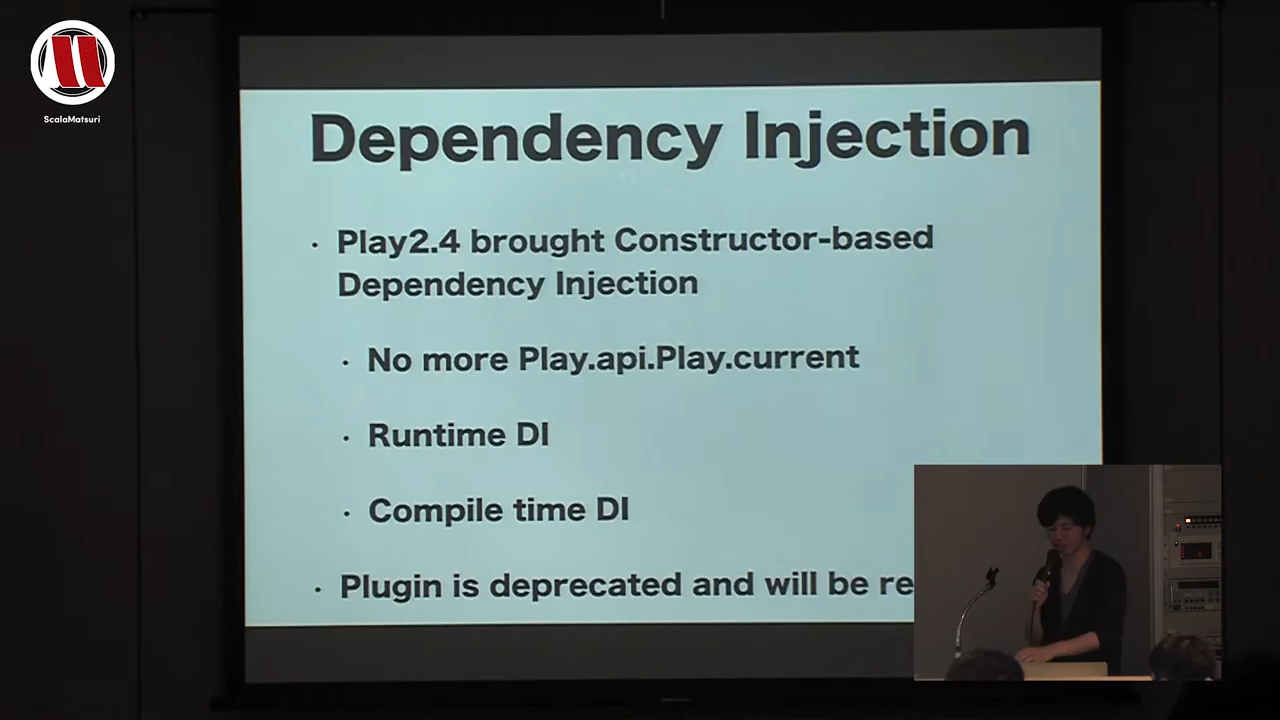 ScalaMatsuri
Dependency Injection
· Play2.4 brought Constructor-based
Dependency Injection
· No more Play.api.Play.current
· Runtime DI
· Compile time DI
· Plugin is deprecated and will be re